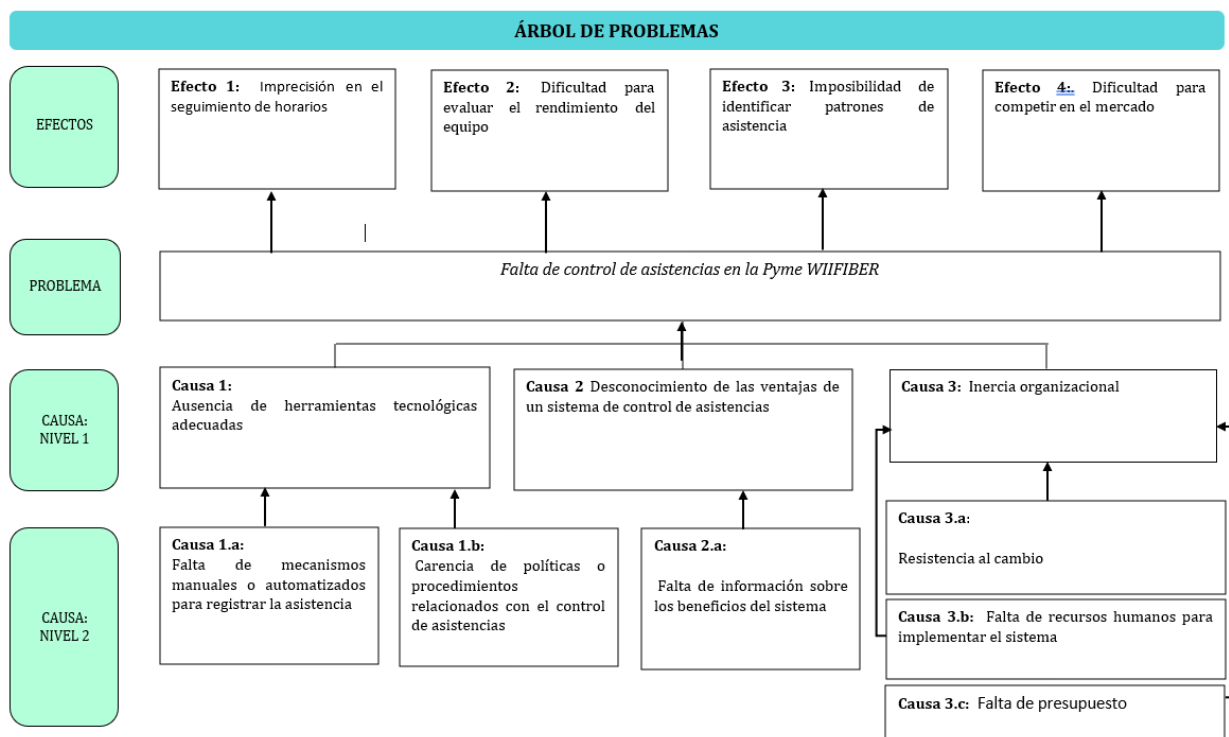 ÁRBOL DE PROBLEMAS
EFECTOS
Efecto 1: Imprecisión en el
seguimiento de horarios
Efecto 2: Dificultad para
evaluar el rendimiento del
equipo
Efecto 3: Imposibilidad de
identificar patrones de
asistencia
Efecto 4:. Dificultad para
competir en el mercado
PROBLEMA
Falta de control de asistencias en la Pyme WIIFIBER
CAUSA:
NIVEL 1
Causa 1:
Ausencia de herramientas tecnológicas
adecuadas
Causa 2 Desconocimiento de las ventajas de
un sistema de control de asistencias
Causa 3: Inercia organizacional
CAUSA:
NIVEL 2
Causa 1.a:
Falta de mecanismos
manuales o automatizados
para registrar la asistencia
Causa 1.b:
Carencia de políticas o
procedimientos
relacionados con el control
de asistencias
Causa 2.a:
Falta de información sobre
los beneficios del sistema
Causa 3.a:
Resistencia al cambio
Causa 3.b: Falta de recursos humanos para
implementar el sistema
Causa 3.c: Falta de presupuesto